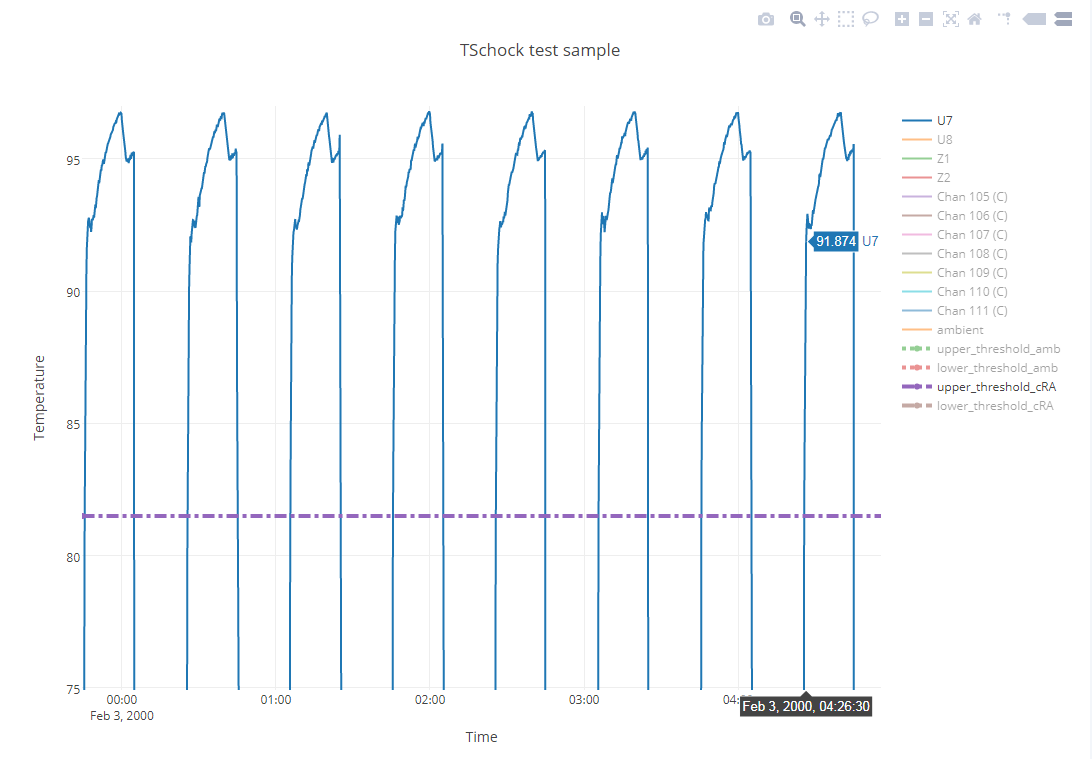 TSchock test sample
U7
U8
Z1
Z2
Chan 105 (C)
Chan 106 (C)
Chan 107 (C)
Chan 108 (C)
Chan 109 (C)
Chan 110 (C)
Chan 111 (C)
ambient
upper_threshold_amb
lower_threshold_amb
upper_threshold_cRA
lower_threshold_cRA
95
90
85
80
75
Temperature
91.874 U7
00:00
01:00
02:00
03:00
Feb 3, 2000
Feb 3, 2000, 04:26:30
Time